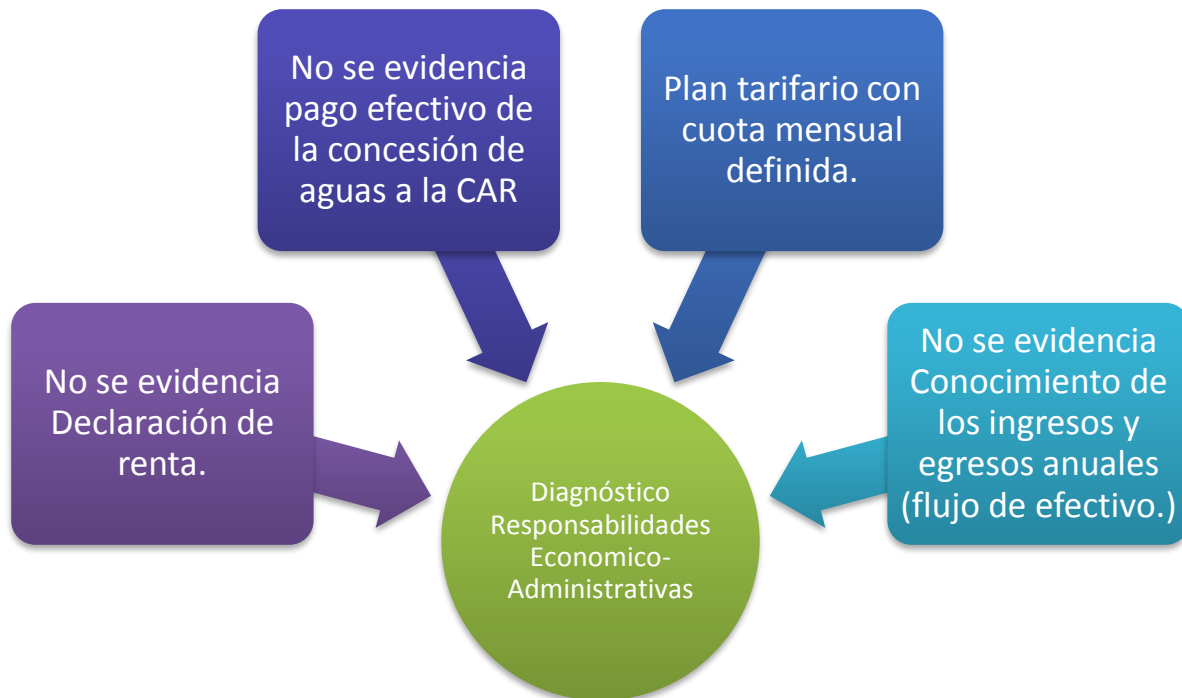 No se evidencia
pago efectivo de
la concesión de
aguas a la CAR
Plan tarifario con
cuota mensual
definida.
No se evidencia
Declaración de
renta.
No se evidencia
Conocimiento de
los ingresos y
egresos anuales
(flujo de efectivo.)
Diagnóstico
Responsabilidades
Economico-
Administrativas